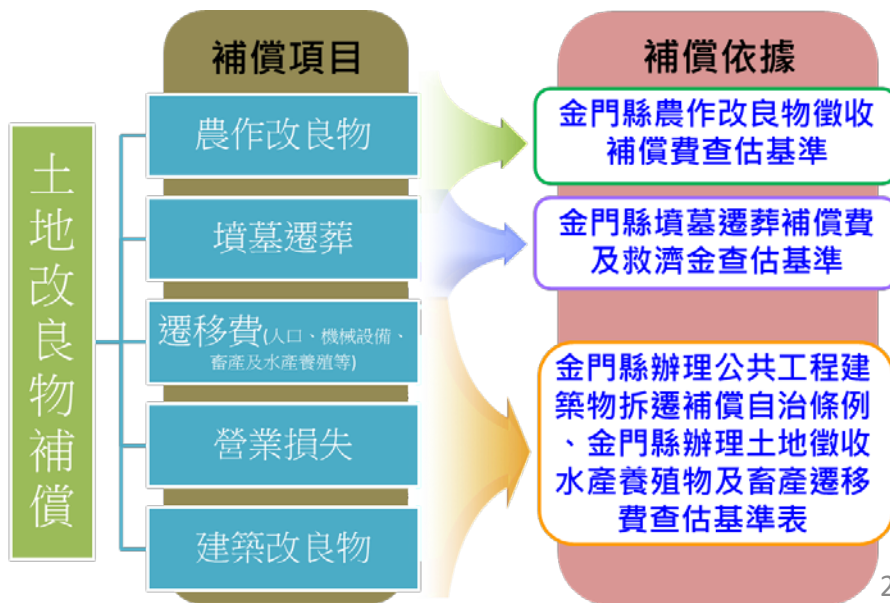 土地改良物補償
補償項目
農作改良物
墳墓遷葬
遷移費(人口、機械設備、
畜產及水產養殖等)
營業損失
建築改良物
補償依據
金門縣農作改良物徵收
補償費查估基準
金門縣墳墓遷葬補償費
及救濟金查估基準
金門縣辦理公共工程建
築物拆遷補償自治條例
、金門縣辦理土地徵收
水產養殖物及畜產遷移
費查估基準表
2